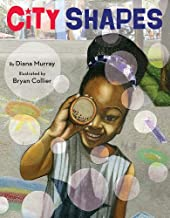 CiTY SHAPES
By Diana Murray
Illustrated by
Bryan Collier